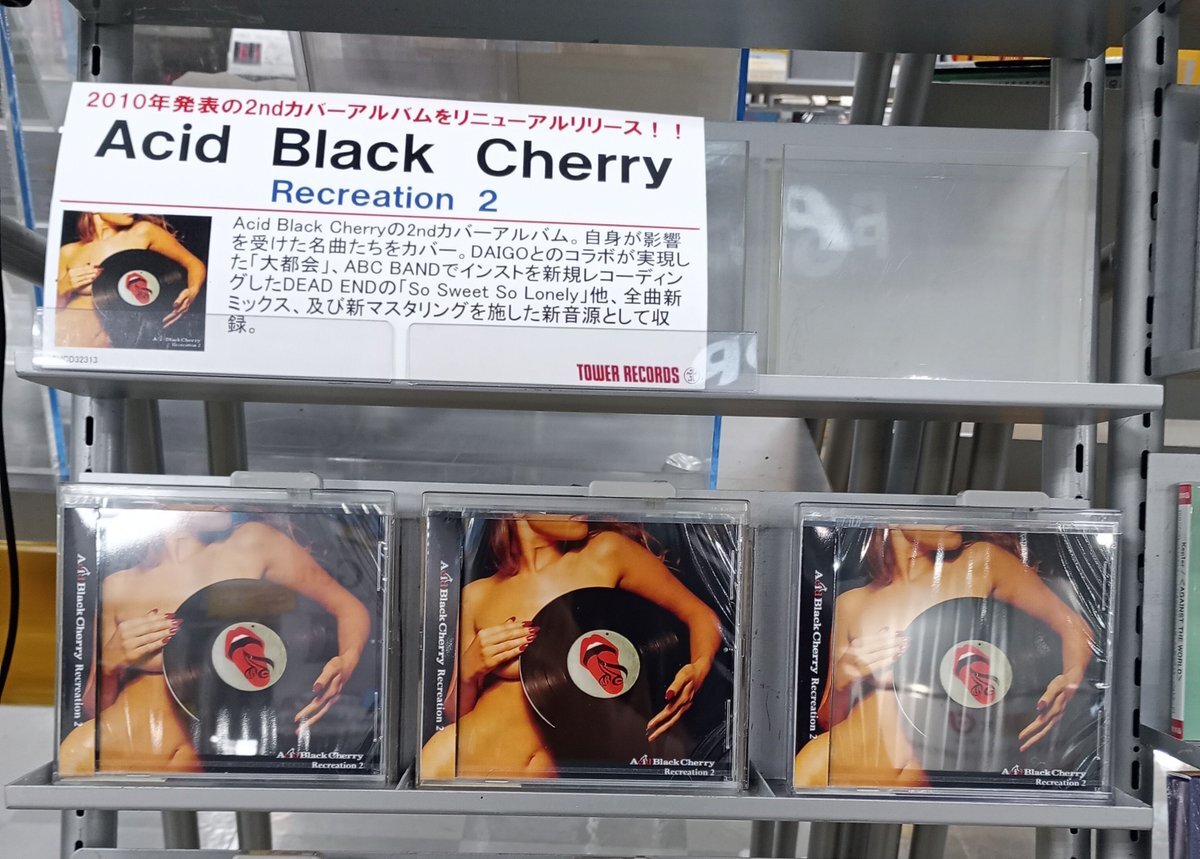 2010年発表の2ndカバーアルバムをリニューアルリリース！！
Acid Black Cherry
Recreation 2
Acid Black Cherryの2ndカバーアルバム。自身が影響
を受けた名曲たちをカバー。DAIGOとのコラボが実現し
た「大都会」、ABC BANDでインストを新規レコーディン
グしたDEAD ENDの「So Sweet So Lonely」他、全曲新
ミックス、及び新マスタリングを施した新音源として収
録。
Acid Black Cherry
Recreation 2
TOWER RECORDS
Acid Black Cherry Recreation 2
Acid Black Cherry
Recreation 2
Acid Black Cherry Recreation 2
Acid Black Cherry
Recreation 2
Acid Black Cherry Recreation 2
Acid Black Cherry
Recreation 2
AGAINST THE WORLD